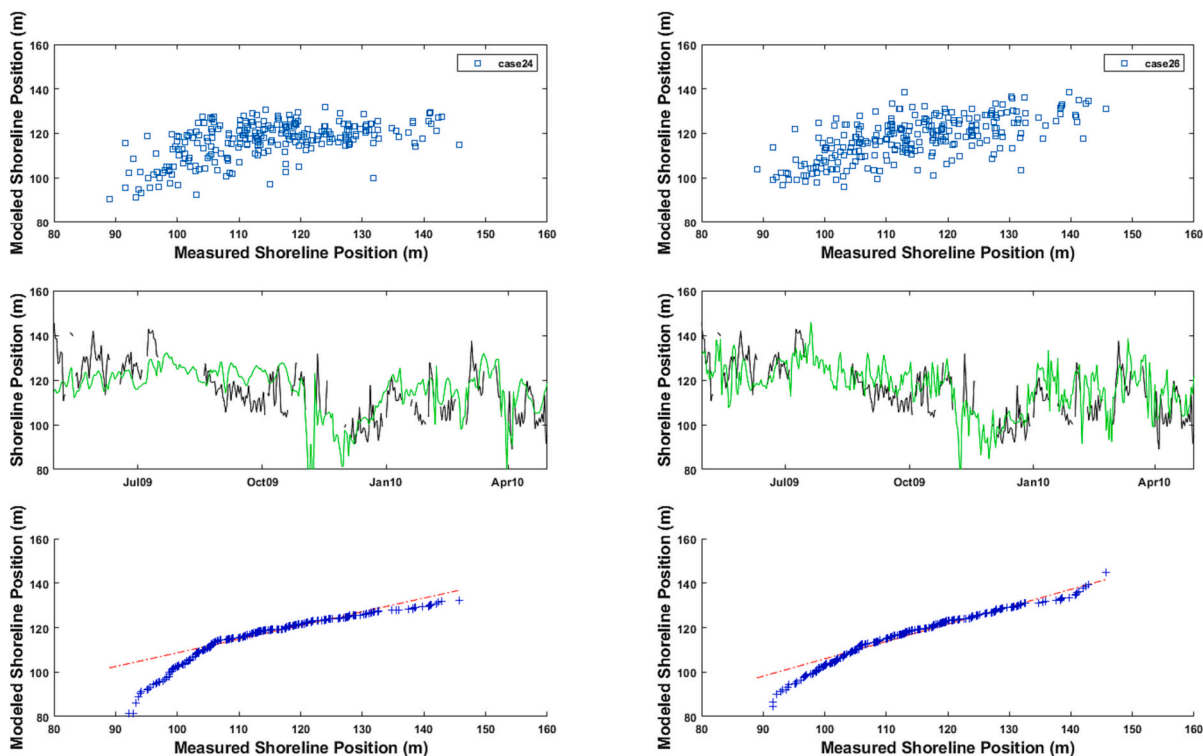 Modeled Shoreline Position (m)
160
140
120
100
80
case24
80 90 100 110 120 130 140 150 160
Measured Shoreline Position (m)
Modeled Shoreline Position (m)
160
140
120
100
80
case26
80 90 100 110 120 130 140 150 160
Measured Shoreline Position (m)
Shoreline Position (m)
160
140
120
100
80
Jul09 Oct09 Jan10 Apr10
Shoreline Position (m)
160
140
120
100
80
Jul09 Oct09 Jan10 Apr10
Modeled Shoreline Position (m)
160
140
120
100
80
80 90 100 110 120 130 140 150 160
Measured Shoreline Position (m)
Modeled Shoreline Position (m)
160
140
120
100
80
80 90 100 110 120 130 140 150 160
Measured Shoreline Position (m)